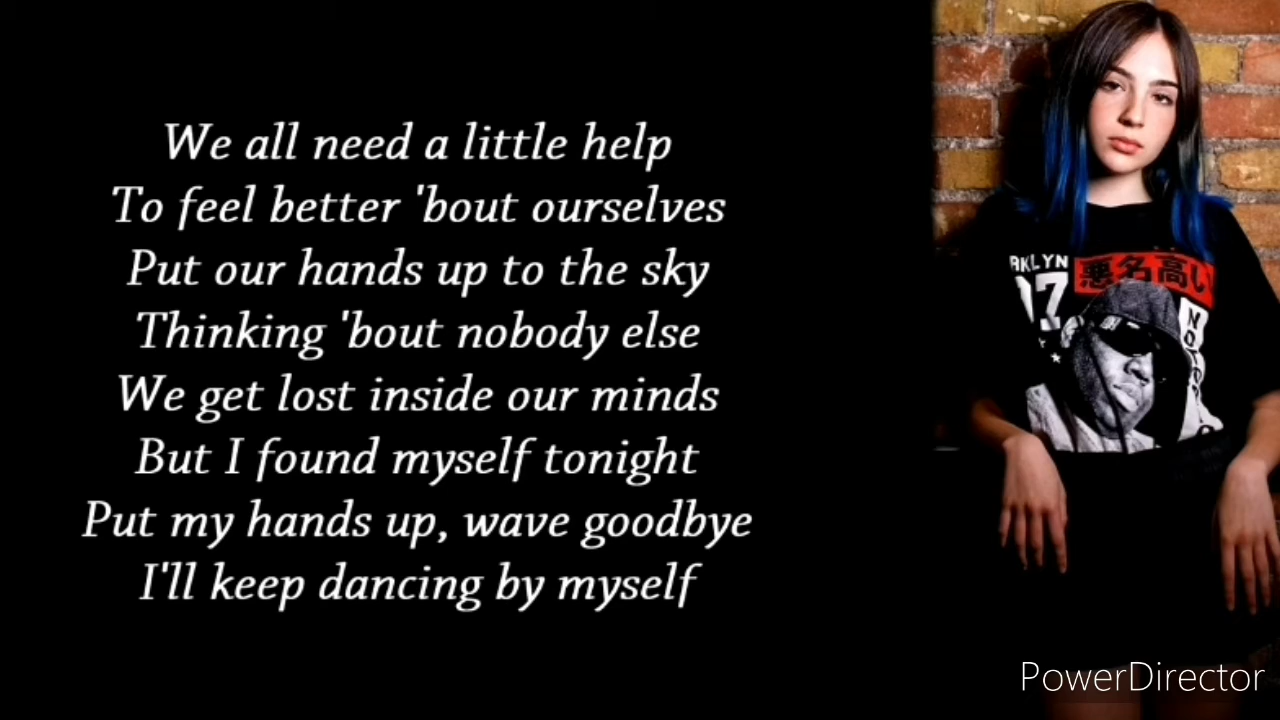 We all need a little help
To feel better 'bout ourselves
Put our hands up to the sky
Thinking 'bout nobody else
We get lost inside our minds
But I found myself tonight
Put my hands up, wave goodbye
I'll keep dancing by myself
RKLYN
悪名高い
PowerDirector